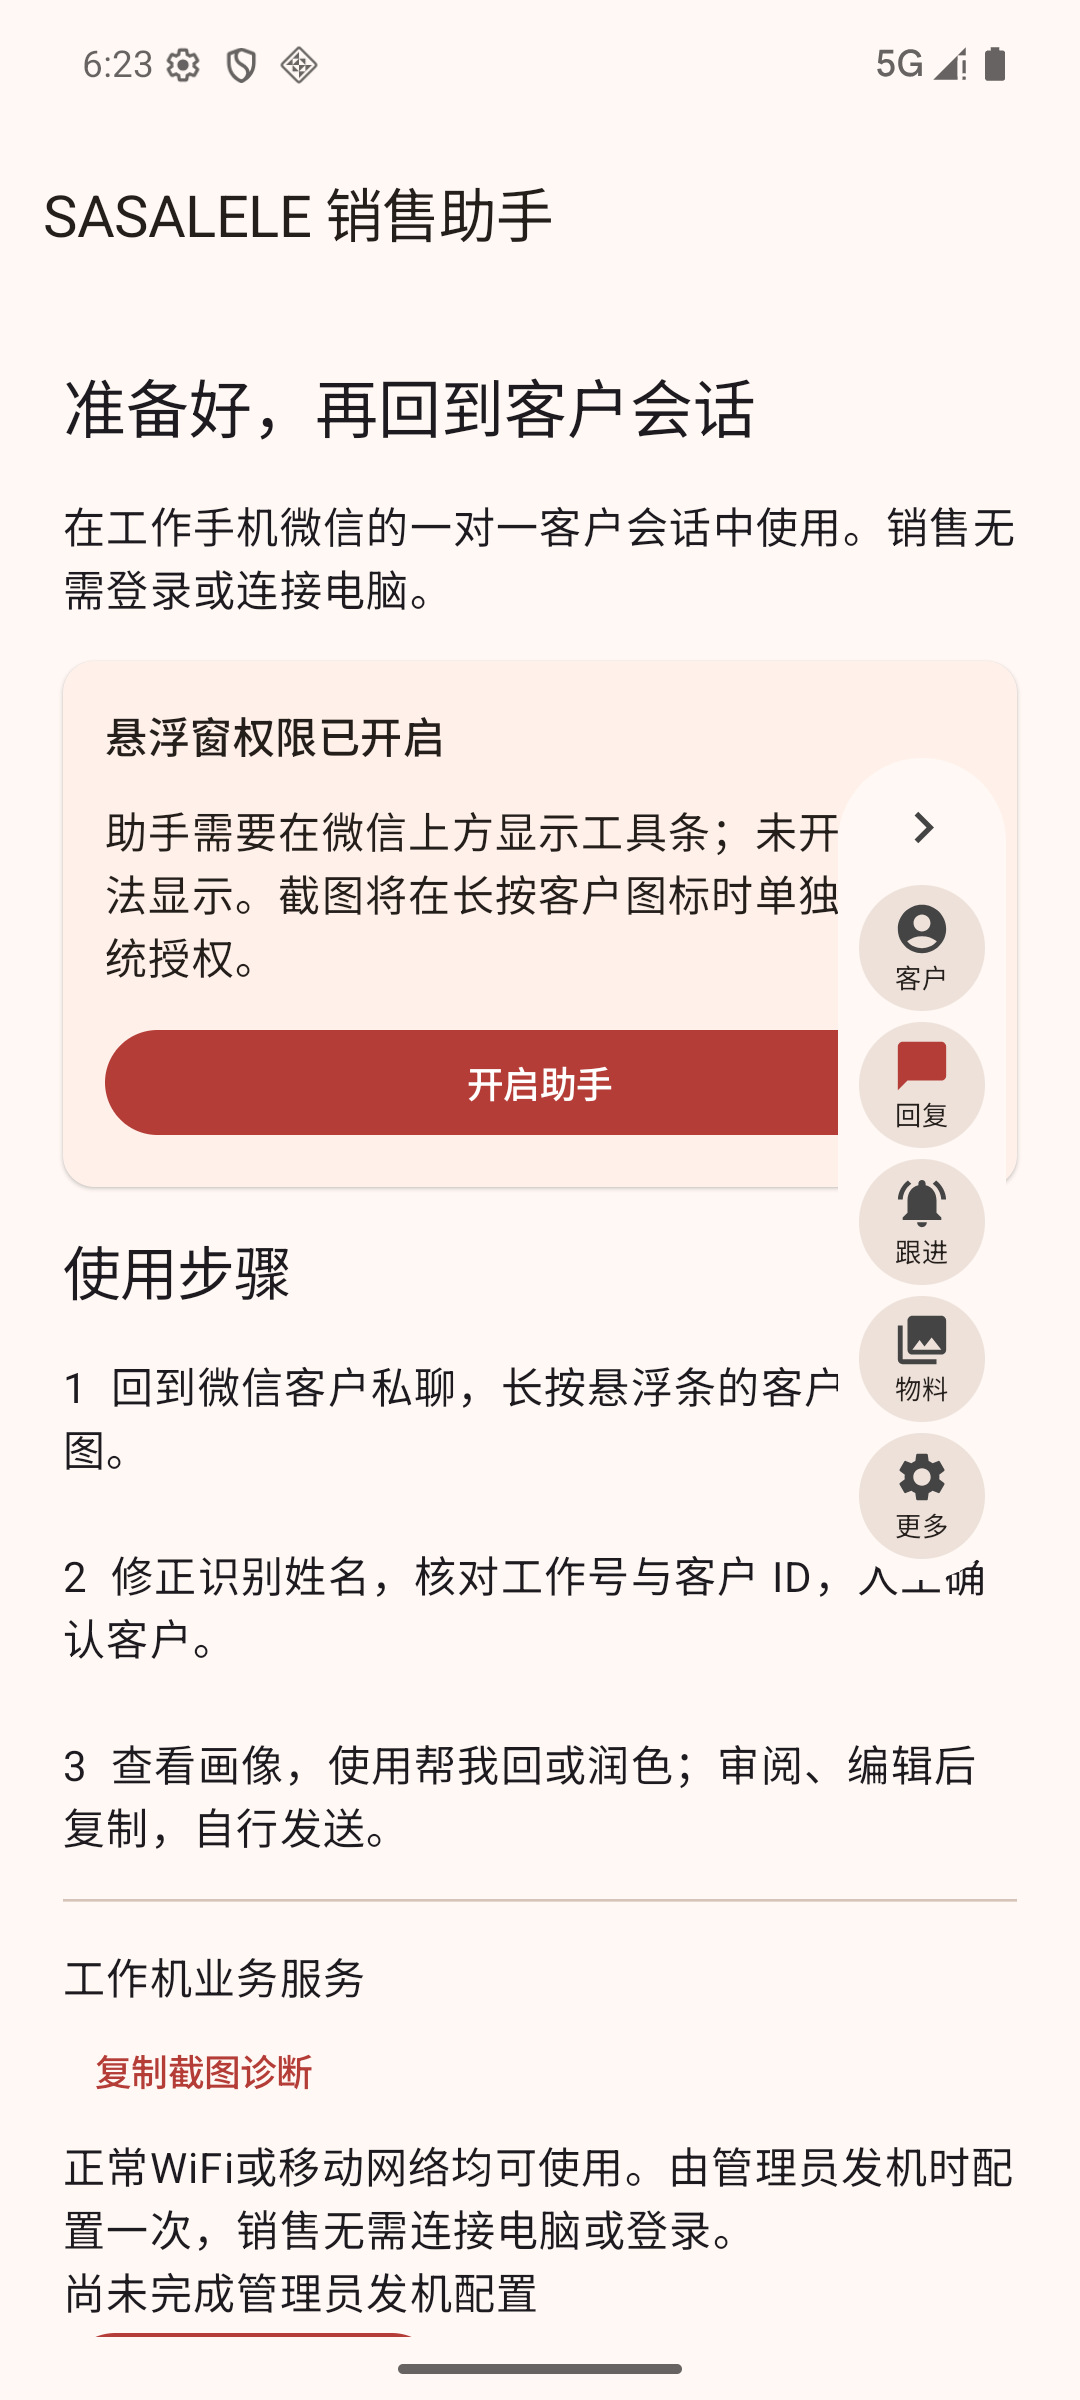 6:23
5G
SASALELE 销售助手
准备好，再回到客户会话
在工作手机微信的一对一客户会话中使用。销售无
需登录或连接电脑。
悬浮窗权限已开启
助手需要在微信上方显示工具条；未开
法显示。截图将在长按客户图标时单独
统授权。
开启助手
客户
回复
跟进
物料
更多
使用步骤
1 回到微信客户私聊，长按悬浮条的客户
图。
2 修正识别姓名，核对工作号与客户 ID，
认客户。
3 查看画像，使用帮我回或润色；审阅、编辑后
复制，自行发送。
工作机业务服务
复制截图诊断
正常WiFi或移动网络均可使用。由管理员发机时配
置一次，销售无需连接电脑或登录。
尚未完成管理员发机配置